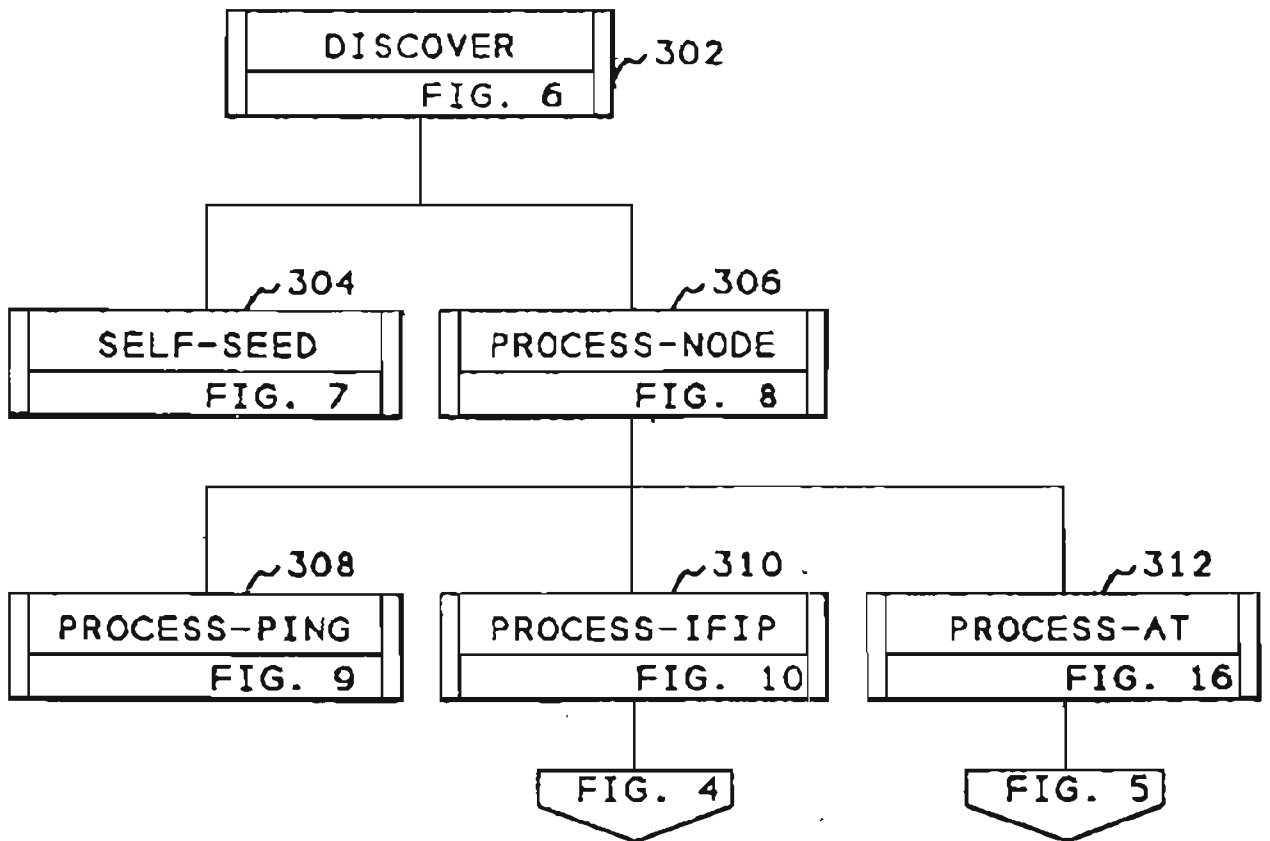 DISCOVER
302
FIG. 6
304
306
SELF-SEED
PROCESS-NODE
FIG. 7
FIG. 8
308
310
312
PROCESS-PING
PROCESS-IFIP
PROCESS-AT
FIG. 9
FIG. 10
FIG. 16
FIG. 4
FIG. 5